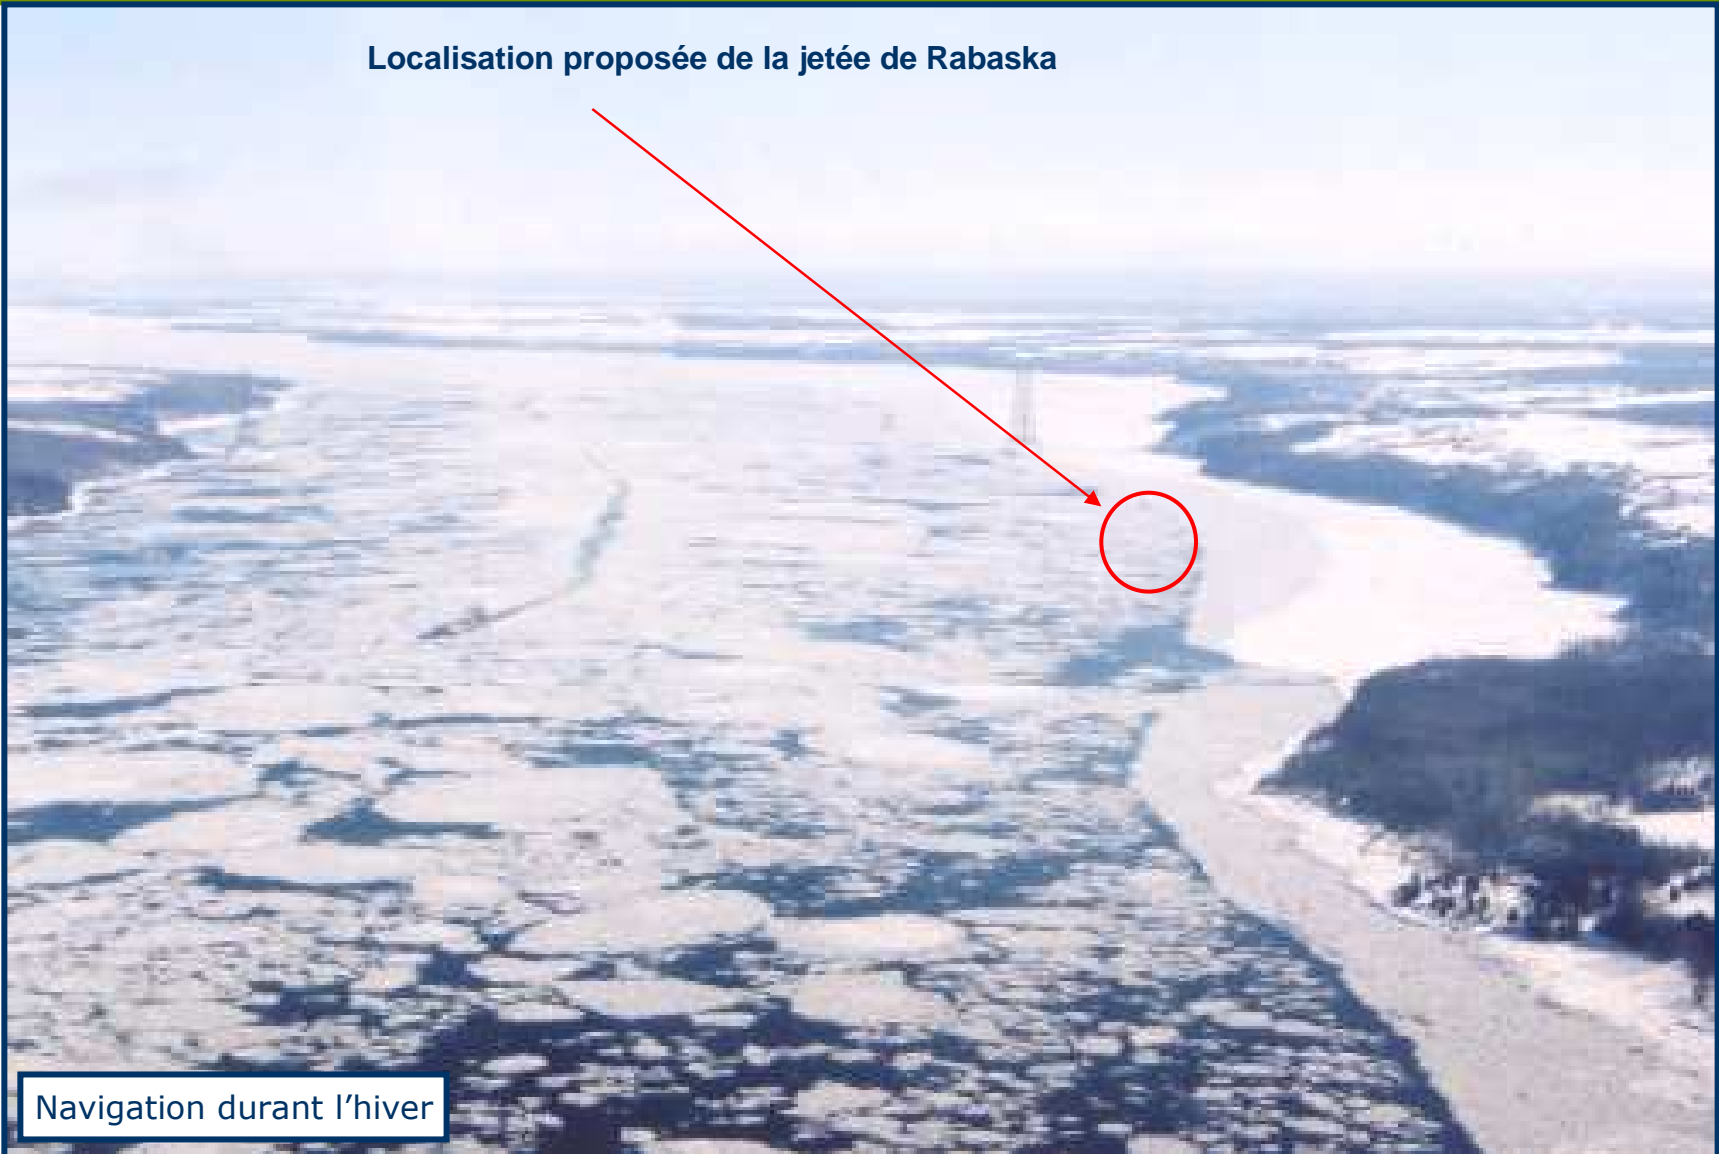 Localisation proposée de la jetée de Rabaska
Navigation durant l’hiver